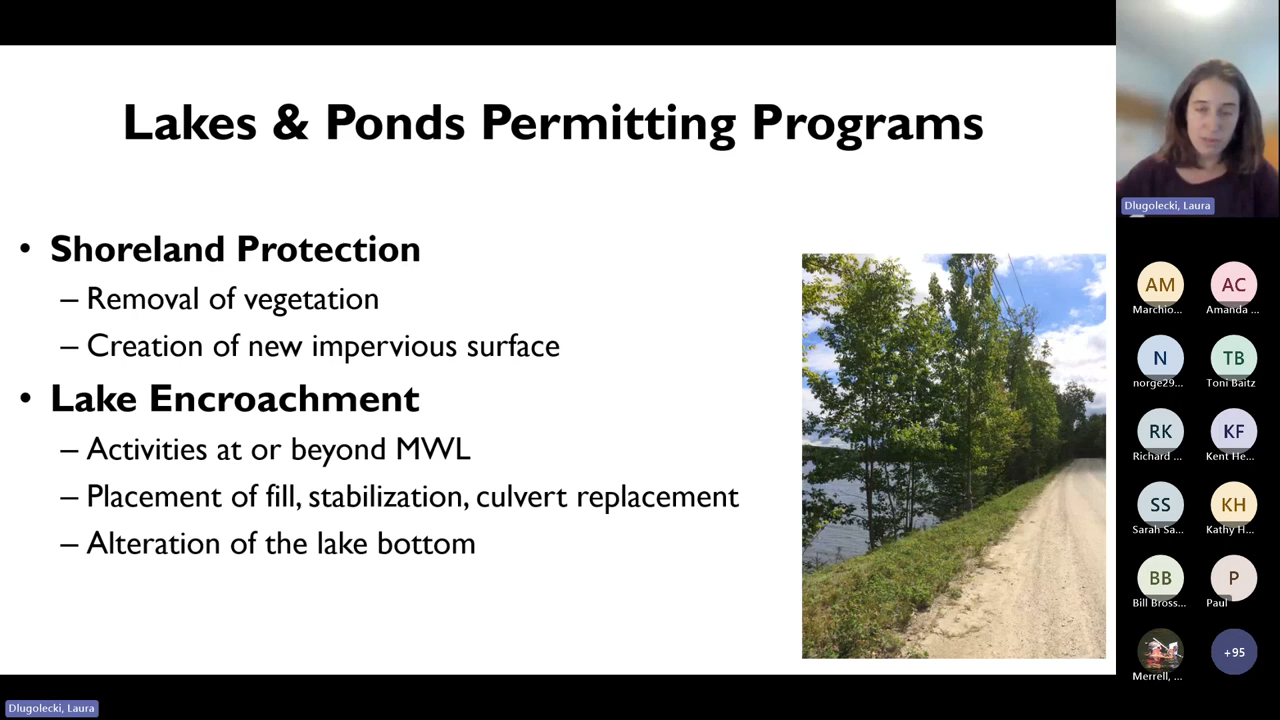 Lakes & Ponds Permitting Programs
• Shoreland Protection
– Removal of vegetation
– Creation of new impervious surface
• Lake Encroachment
– Activities at or beyond MWL
– Placement of fill, stabilization, culvert replacement
– Alteration of the lake bottom
Dlugolecki, Laura
AM
Marchio...
AC
Amanda ...
N
norge29...
TB
Toni Baitz
RK
Richard ...
KF
Kent He...
SS
Sarah Sa...
KH
Kathy H...
BB
Bill Bross...
P
Paul
Merrell, ...
+95
Dlugolecki, Laura